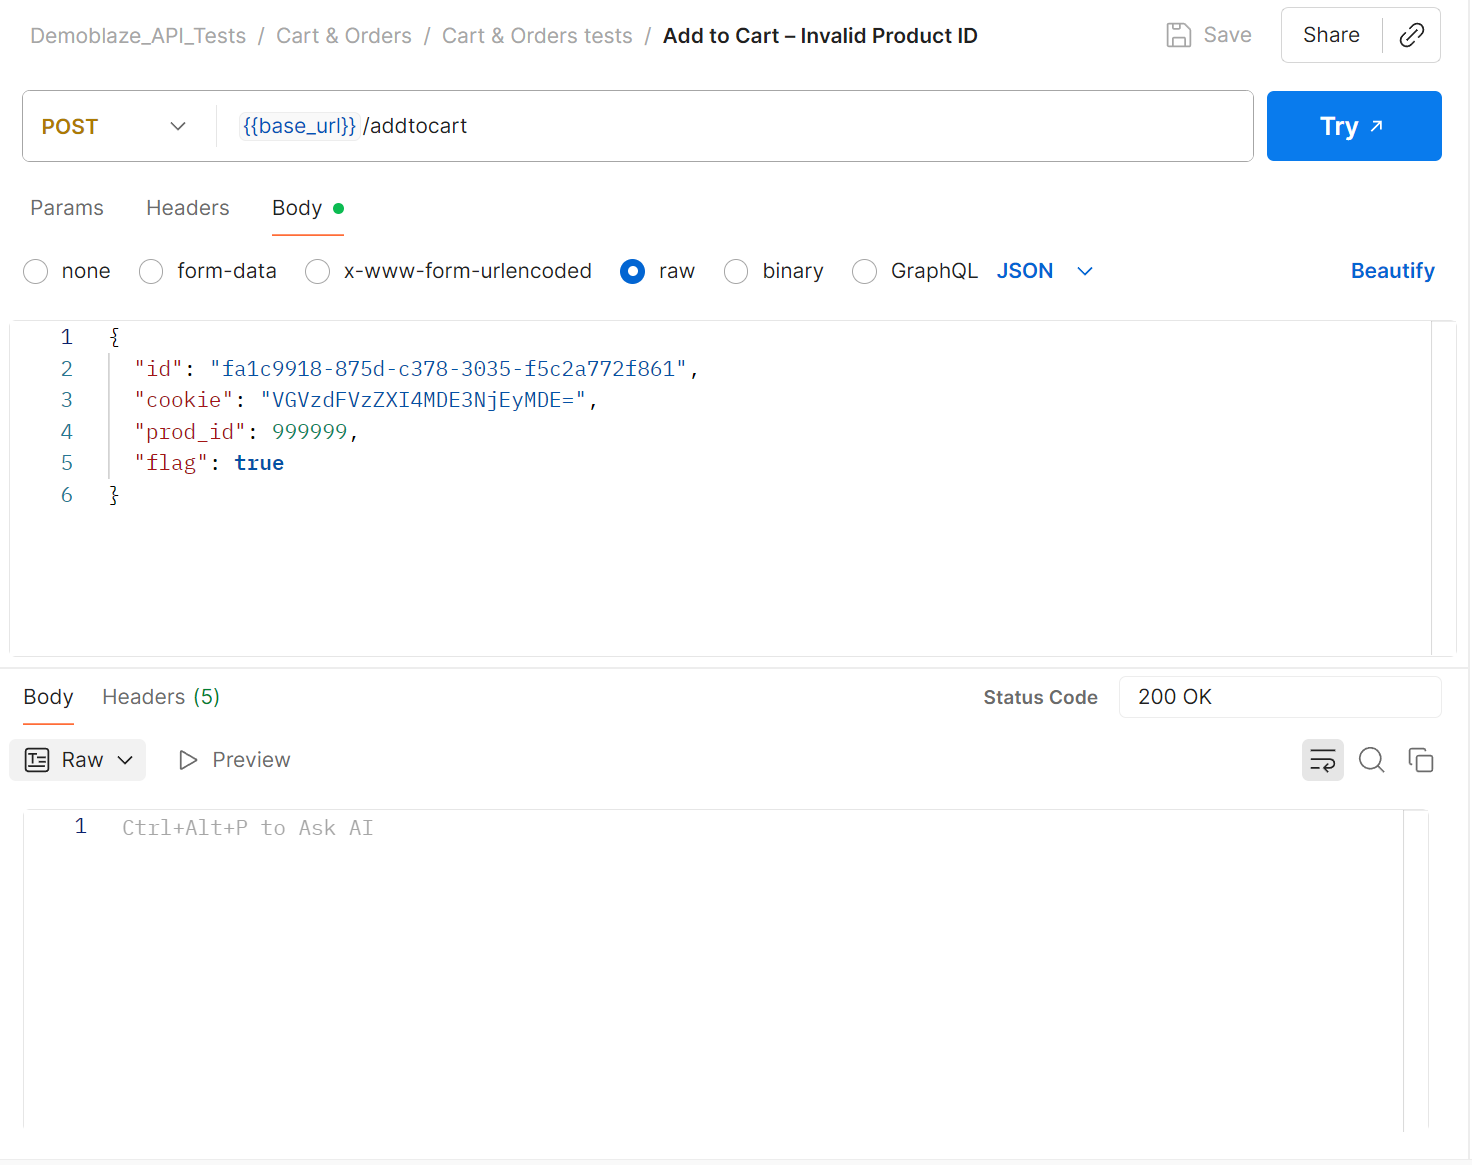 Demoblaze_API_Tests / Cart & Orders / Cart & Orders tests / Add to Cart – Invalid Product ID
Save
Share
POST
{{base_url}} /addtocart
Try ↗
Params
Headers
Body
none
form-data
x-www-form-urlencoded
raw
binary
GraphQL
JSON
Beautify
1 {
2 "id": "fa1c9918-875d-c378-3035-f5c2a772f861",
3 "cookie": "VGVzdFVzZXI4MDE3NjEyMDE=",
4 "prod_id": 999999,
5 "flag": true
6 }
Body
Headers (5)
Status Code
200 OK
Raw
Preview
1 Ctrl+Alt+P to Ask AI